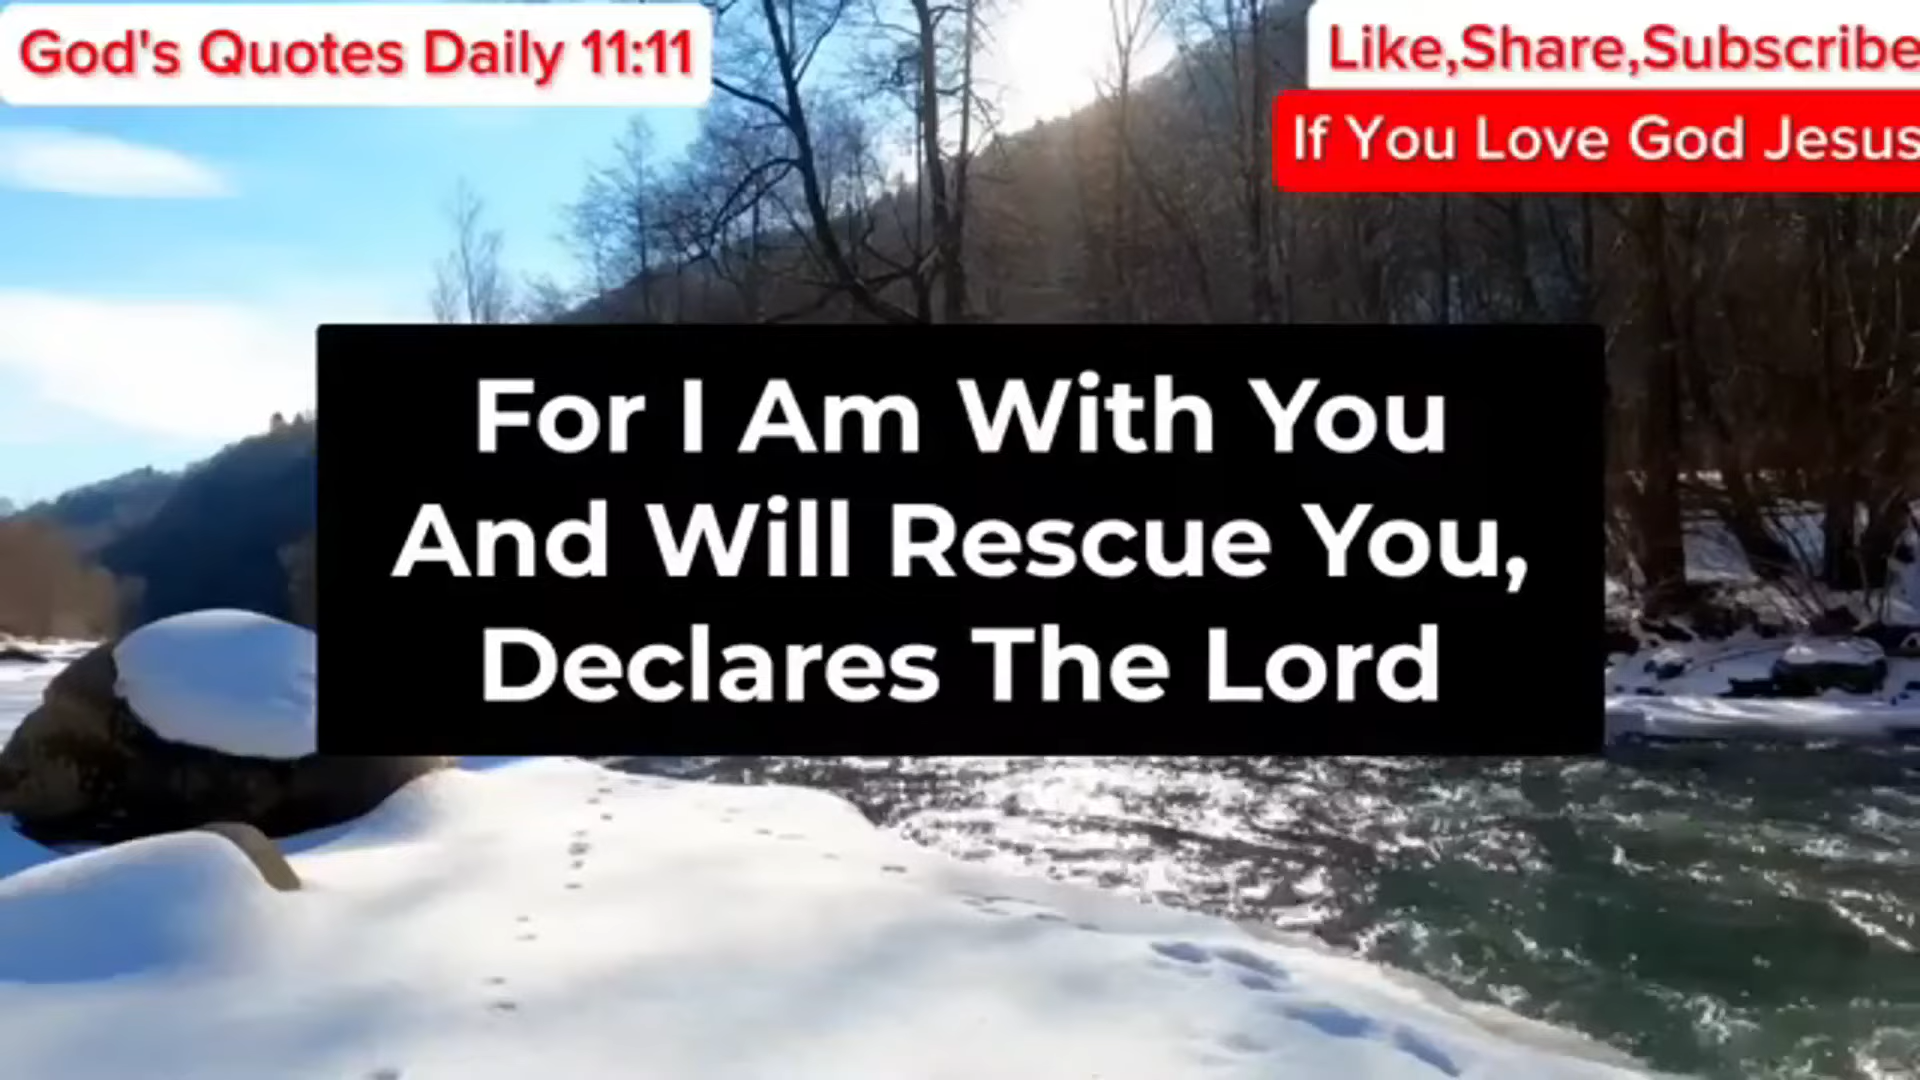 God's Quotes Daily 11:11
Like,Share,Subscribe
If You Love God Jesus
For I Am With You
And Will Rescue You,
Declares The Lord